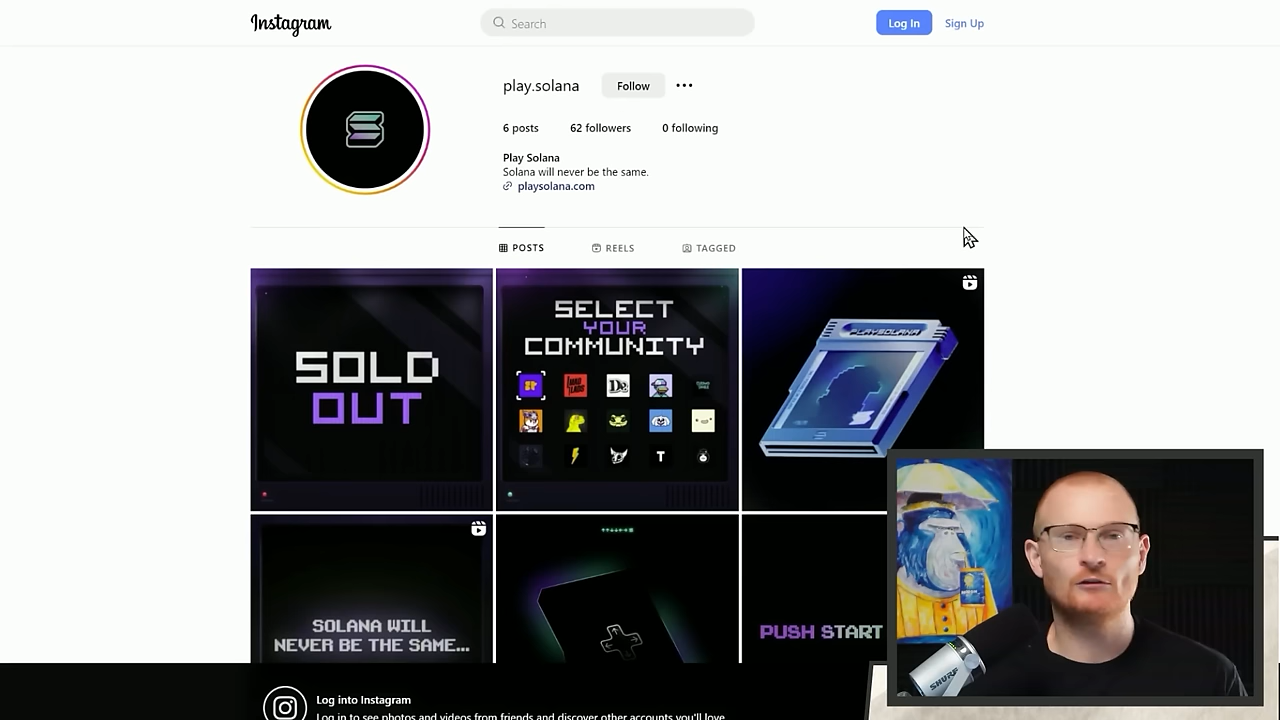 Instagram
Search
Log In
Sign Up
play.solana
Follow
6 posts
62 followers
0 following
Play Solana
Solana will never be the same.
playsolana.com
POSTS
REELS
TAGGED
SOLD
OUT
SELECT
YOUR
COMMUNITY
De
T
PLAYSOLANA
SOLANA WILL
NEVER BE THE SAME...
PUSH START
SHURE
Log into Instagram
Log in to see photos and videos from friends and discover other accounts you'll love.